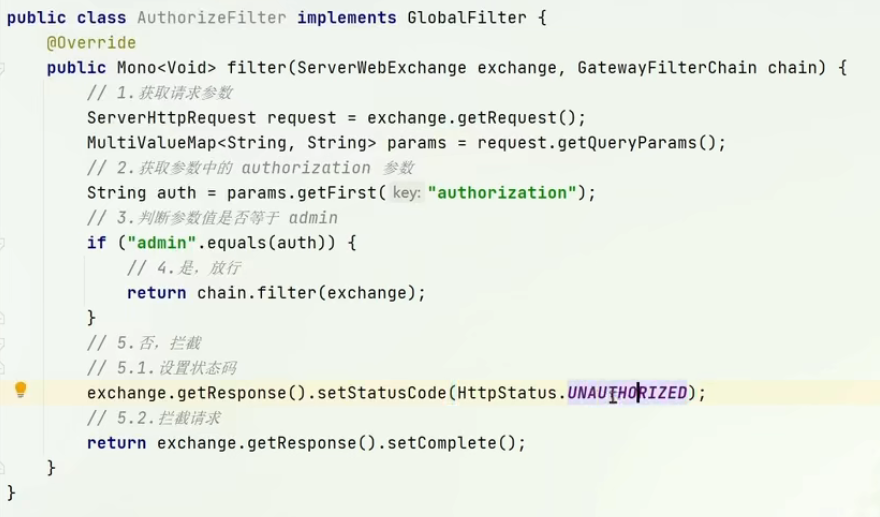 public class AuthorizeFilter implements GlobalFilter {
@Override
public Mono<Void> filter(ServerWebExchange exchange, GatewayFilterChain chain) {
// 1.获取请求参数
ServerHttpRequest request = exchange.getRequest();
MultiValueMap<String, String> params = request.getQueryParams();
// 2.获取参数中的 authorization 参数
String auth = params.getFirst( key: "authorization");
// 3.判断参数值是否等于 admin
if ("admin".equals(auth)) {
// 4.是，放行
return chain.filter(exchange);
}
// 5.否，拦截
// 5.1.设置状态码
exchange.getResponse().setStatusCode(HttpStatus.UNAUTHORIZED);
// 5.2.拦截请求
return exchange.getResponse().setComplete();
}
}